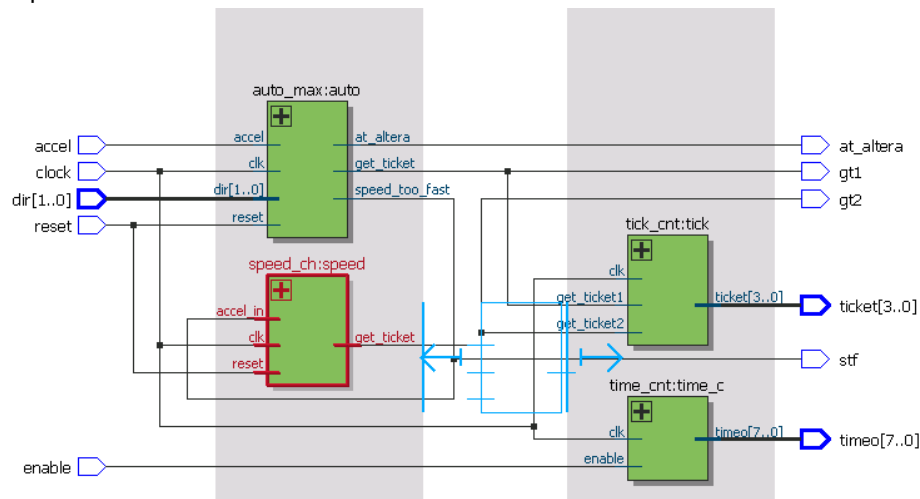 auto_max:auto
accel
clock
dir[1..0]
reset
accel
clk
dir[1..0]
reset
at_altera
get_ticket
speed_too_fast
at_altera
gt1
gt2
speed_ch:speed
accel_in
clk
reset
get_ticket
tick_cnt:tick
clk
get_ticket1
get_ticket2
ticket[3..0]
ticket[3..0]
stf
time_cnt:time_c
clk
enable
timeo[7..0]
timeo[7..0]
enable